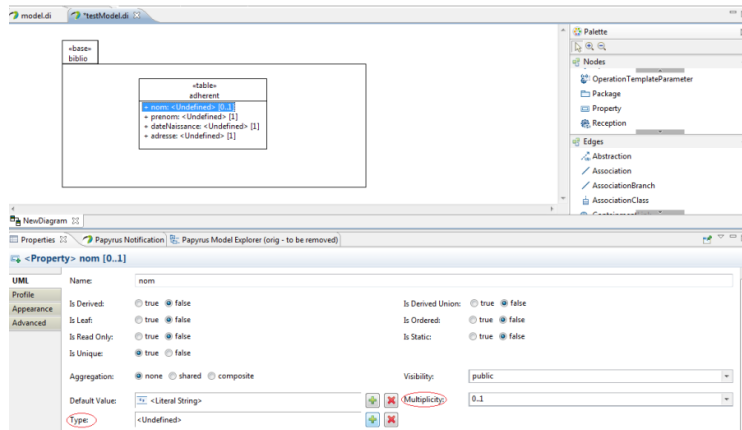 model.di *testModel.di
«base»
biblio
«table»
adherent
+ nom: <Undefined> [0..1]
+ prenom: <Undefined> [1]
+ dateNaissance: <Undefined> [1]
+ adresse: <Undefined> [1]
Palette
Nodes
OperationTemplateParameter
Package
Property
Reception
Edges
Abstraction
Association
AssociationBranch
AssociationClass
NewDiagram
Properties Papyrus Notification Papyrus Model Explorer (orig - to be removed)
<Property> nom [0..1]
UML
Profile
Appearance
Advanced
Name: nom
Is Derived: true false Is Derived Union: true false
Is Leaf: true false Is Ordered: true false
Is Read Only: true false Is Static: true false
Is Unique: true false
Aggregation: none shared composite Visibility: public
Default Value: <Literal String> Multiplicity: 0..1
Type: <Undefined>